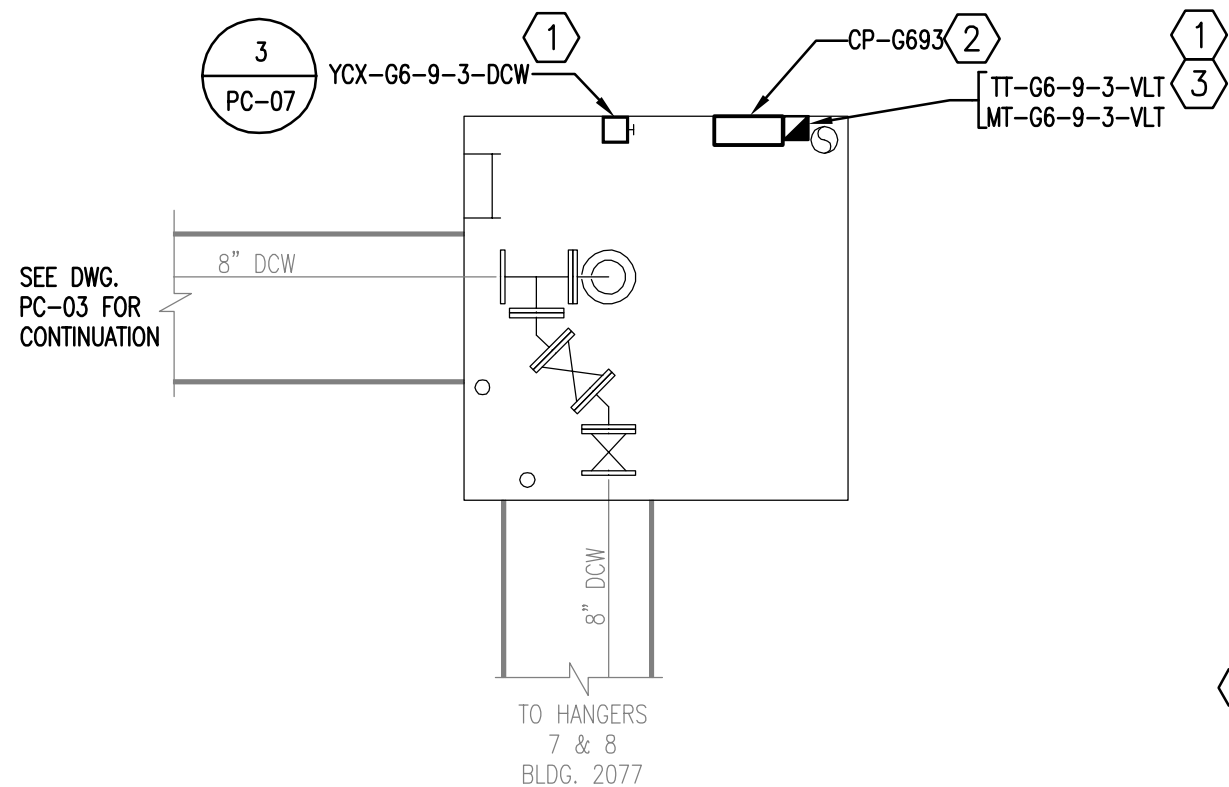 3
PC-07
YCX-G6-9-3-DCW
1
CP-G693
2
1
3
TT-G6-9-3-VLT
MT-G6-9-3-VLT
8" DCW
SEE DWG.
PC-03 FOR
CONTINUATION
8" DCW
TO HANGERS
7 & 8
BLDG. 2077